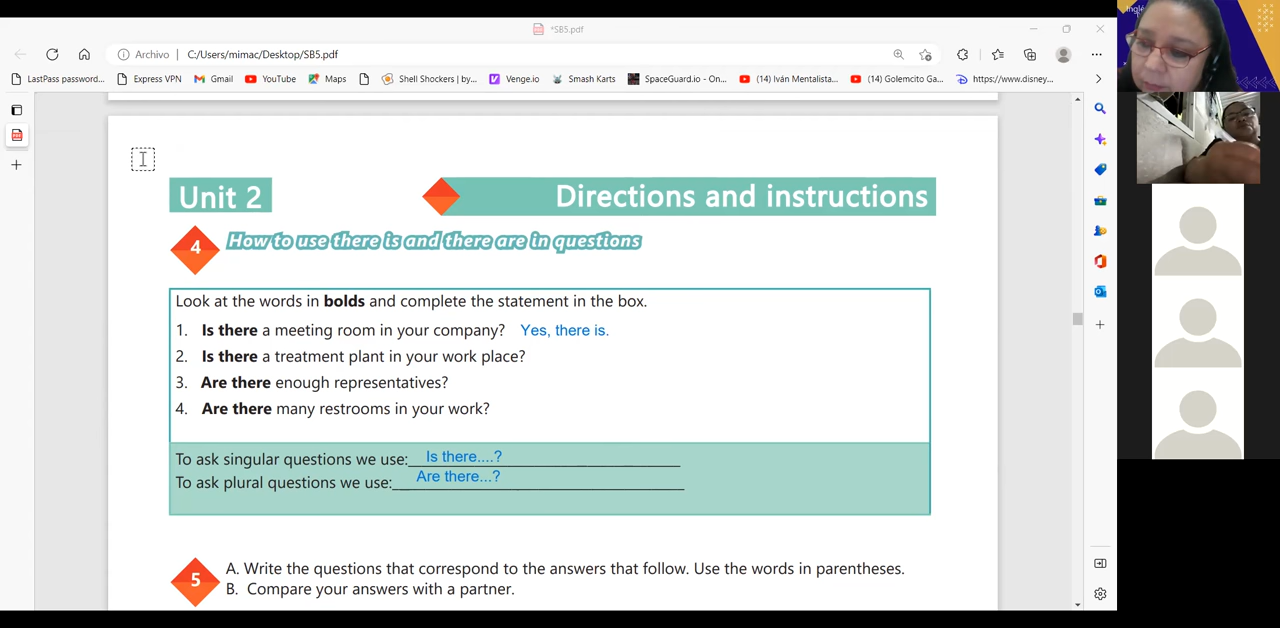 *SB5.pdf
Archivo C:/Users/mimac/Desktop/SB5.pdf
LastPass password... Express VPN Gmail YouTube Maps Shell Shockers | by... Venge.io Smash Karts SpaceGuard.io - On... (14) Iván Mentalista... (14) Golemcito Ga... https://www.disney...
Unit 2 Directions and instructions
4 How to use there is and there are in questions
Look at the words in bolds and complete the statement in the box.
1. Is there a meeting room in your company? Yes, there is.
2. Is there a treatment plant in your work place?
3. Are there enough representatives?
4. Are there many restrooms in your work?
To ask singular questions we use: Is there....?
To ask plural questions we use: Are there...?
5 A. Write the questions that correspond to the answers that follow. Use the words in parentheses.
B. Compare your answers with a partner.